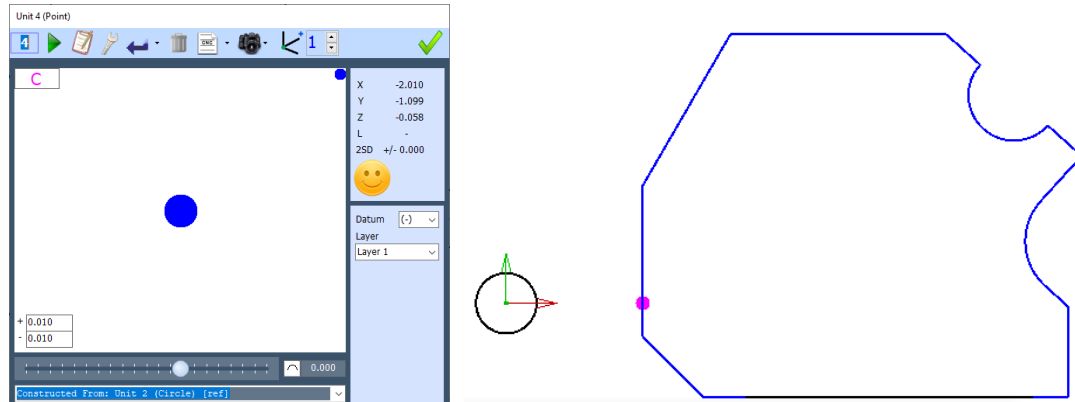 Unit 4 (Point)
4
CNC
1
C
X -2.010
Y -1.099
Z -0.058
L -
2SD +/- 0.000
Datum (-)
Layer
Layer 1
+ 0.010
- 0.010
0.000
Constructed From: Unit 2 (Circle) [ref]